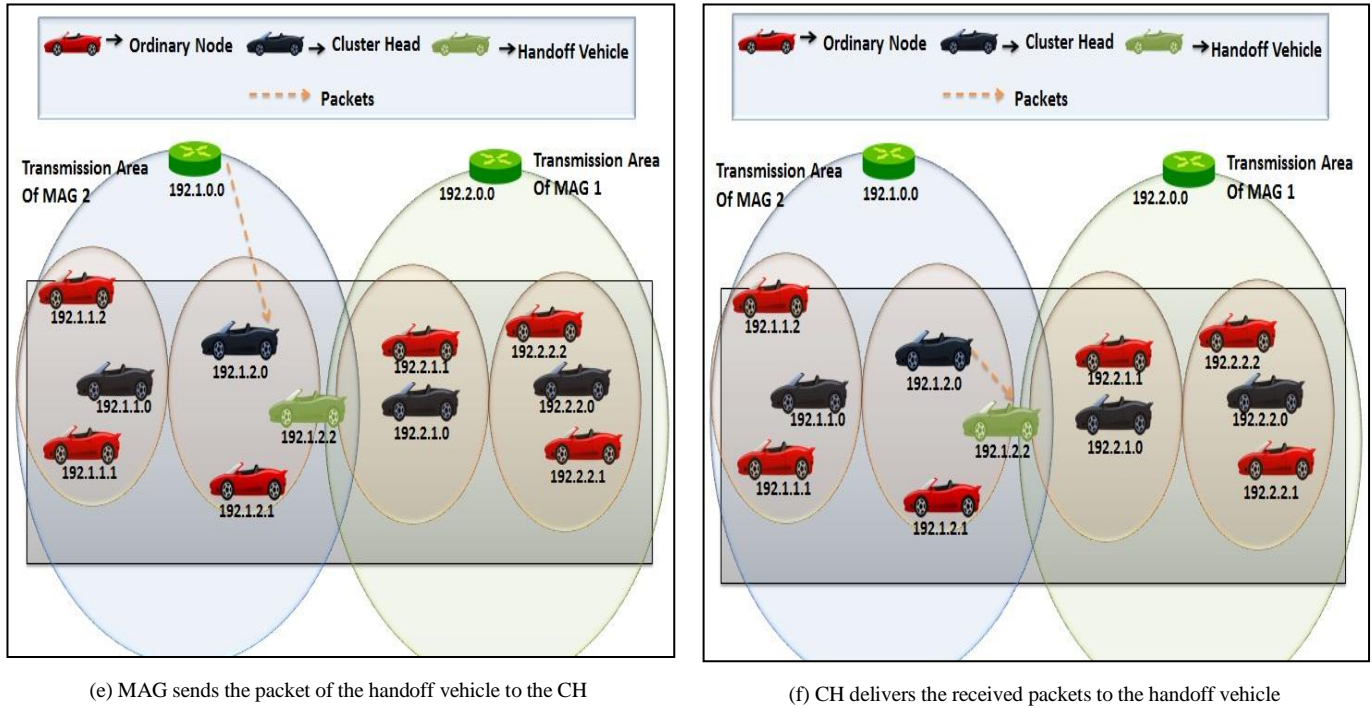 Ordinary Node
Cluster Head
Handoff Vehicle
Packets
Transmission Area
Of MAG 2
192.1.0.0
Transmission Area
Of MAG 1
192.2.0.0
192.1.1.2
192.1.2.0
192.2.1.1
192.2.2.2
192.1.1.0
192.1.2.2
192.2.1.0
192.2.2.0
192.1.1.1
192.1.2.1
192.2.2.1
(e) MAG sends the packet of the handoff vehicle to the CH
Ordinary Node
Cluster Head
Handoff Vehicle
Packets
Transmission Area
Of MAG 2
192.1.0.0
Transmission Area
Of MAG 1
192.2.0.0
192.1.1.2
192.1.2.0
192.2.1.1
192.2.2.2
192.1.1.0
192.1.2.2
192.2.1.0
192.2.2.0
192.1.1.1
192.1.2.1
192.2.2.1
(f) CH delivers the received packets to the handoff vehicle